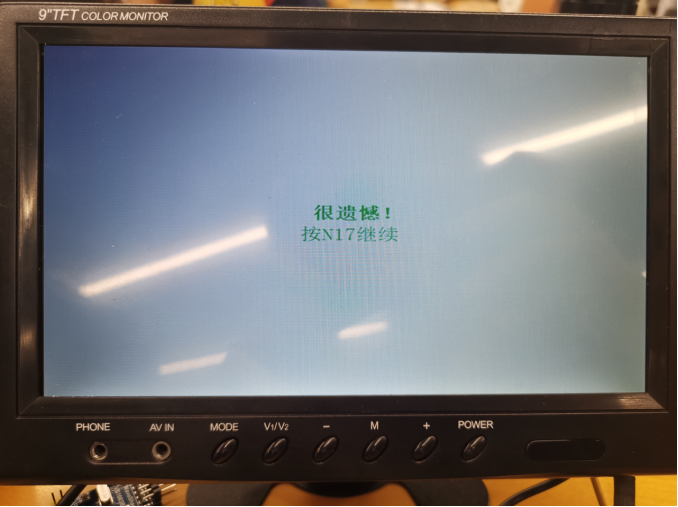 9"TFT COLOR MONITOR
很遗憾!
按N17继续
PHONE AV IN MODE V1/V2 − M + POWER